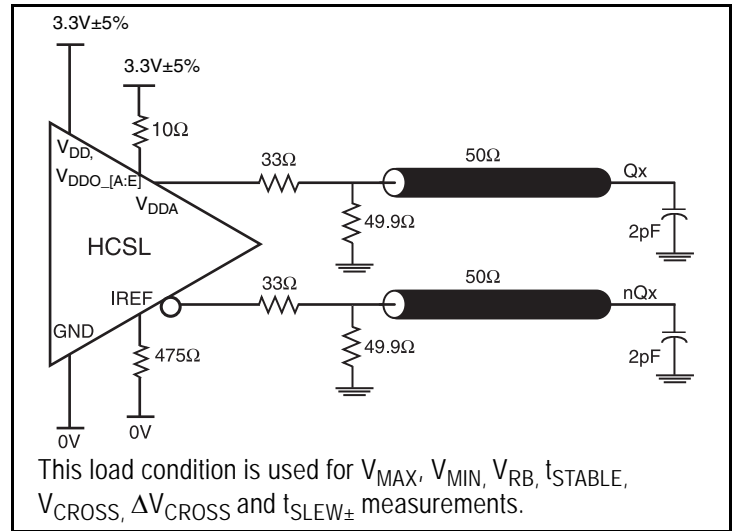 3.3V±5%
3.3V±5%
10Ω
VDD,
VDDO_[A:E]
VDDA
33Ω
50Ω
Qx
49.9Ω
2pF
HCSL
IREF
33Ω
50Ω
nQx
GND
475Ω
49.9Ω
2pF
0V
0V
This load condition is used for VMAX, VMIN, VRB, tSTABLE,
VCROSS, ΔVCROSS and tSLEW± measurements.